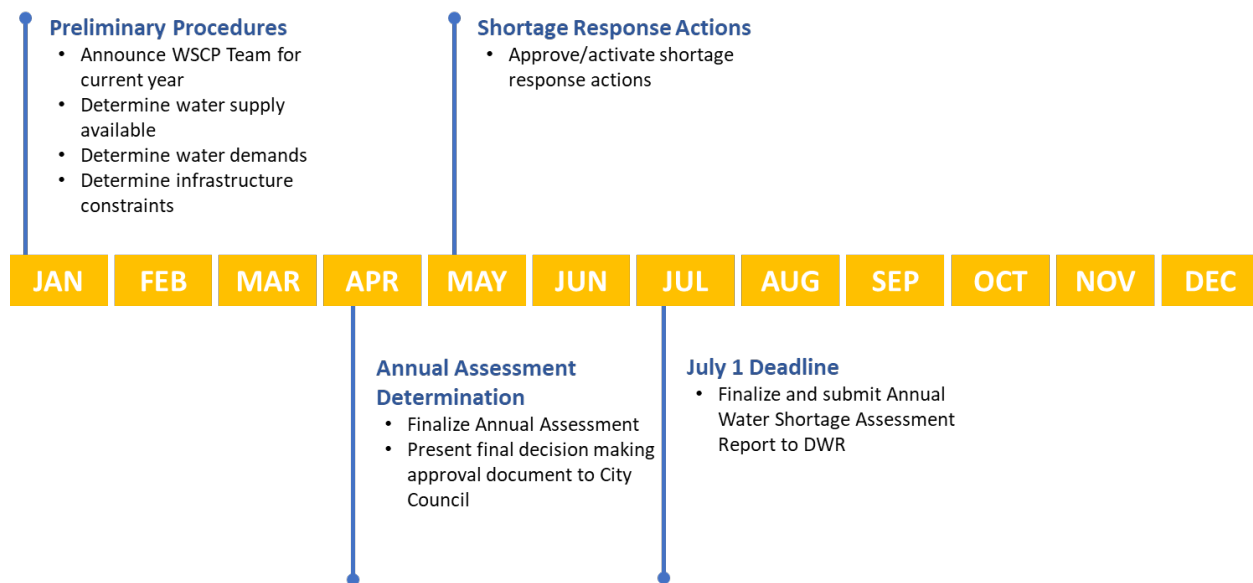 Preliminary Procedures
• Announce WSCP Team for
current year
• Determine water supply
available
• Determine water demands
• Determine infrastructure
constraints
Shortage Response Actions
• Approve/activate shortage
response actions
JAN FEB MAR APR MAY JUN JUL AUG SEP OCT NOV DEC
Annual Assessment
Determination
• Finalize Annual Assessment
• Present final decision making
approval document to City
Council
July 1 Deadline
• Finalize and submit Annual
Water Shortage Assessment
Report to DWR